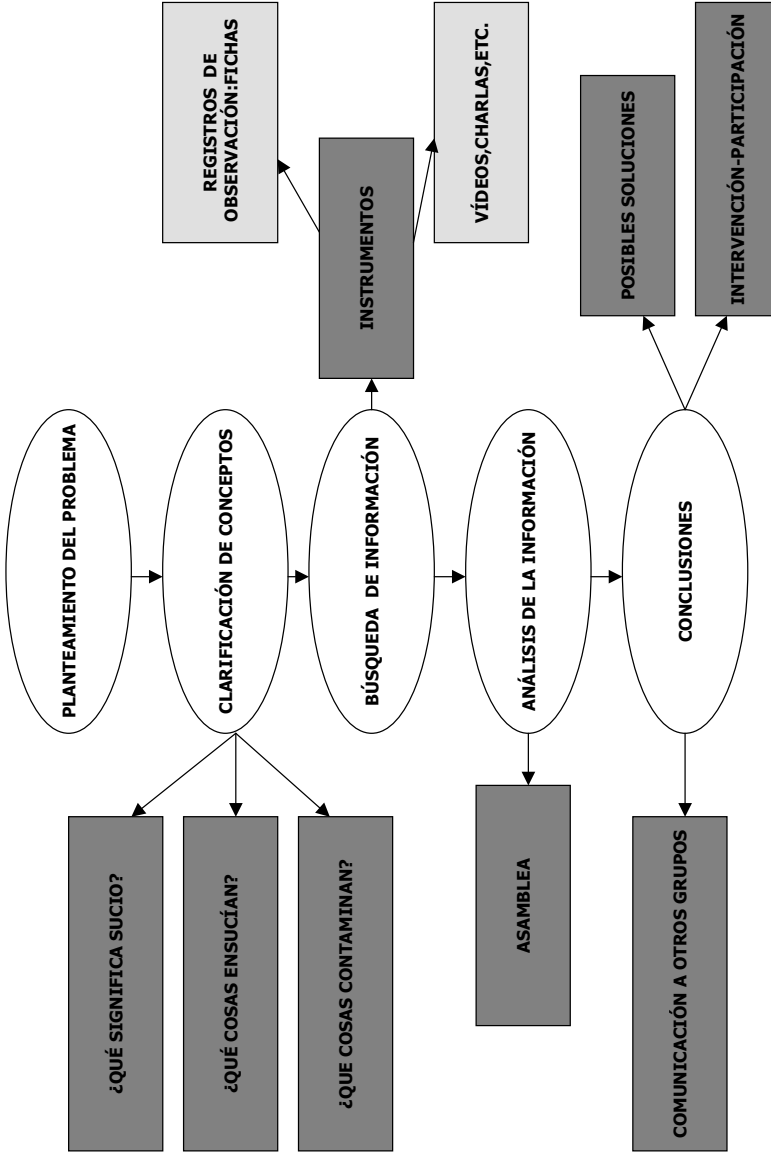 PLANTEAMIENTO DEL PROBLEMA
CLARIFICACIÓN DE CONCEPTOS
¿QUÉ SIGNIFICA SUCIO?
¿QUÉ COSAS ENSUCÍAN?
¿QUE COSAS CONTAMINAN?
BÚSQUEDA DE INFORMACIÓN
INSTRUMENTOS
REGISTROS DE
OBSERVACIÓN:FICHAS
VÍDEOS,CHARLAS,ETC.
ANÁLISIS DE LA INFORMACIÓN
ASAMBLEA
CONCLUSIONES
COMUNICACIÓN A OTROS GRUPOS
POSIBLES SOLUCIONES
INTERVENCIÓN-PARTICIPACIÓN